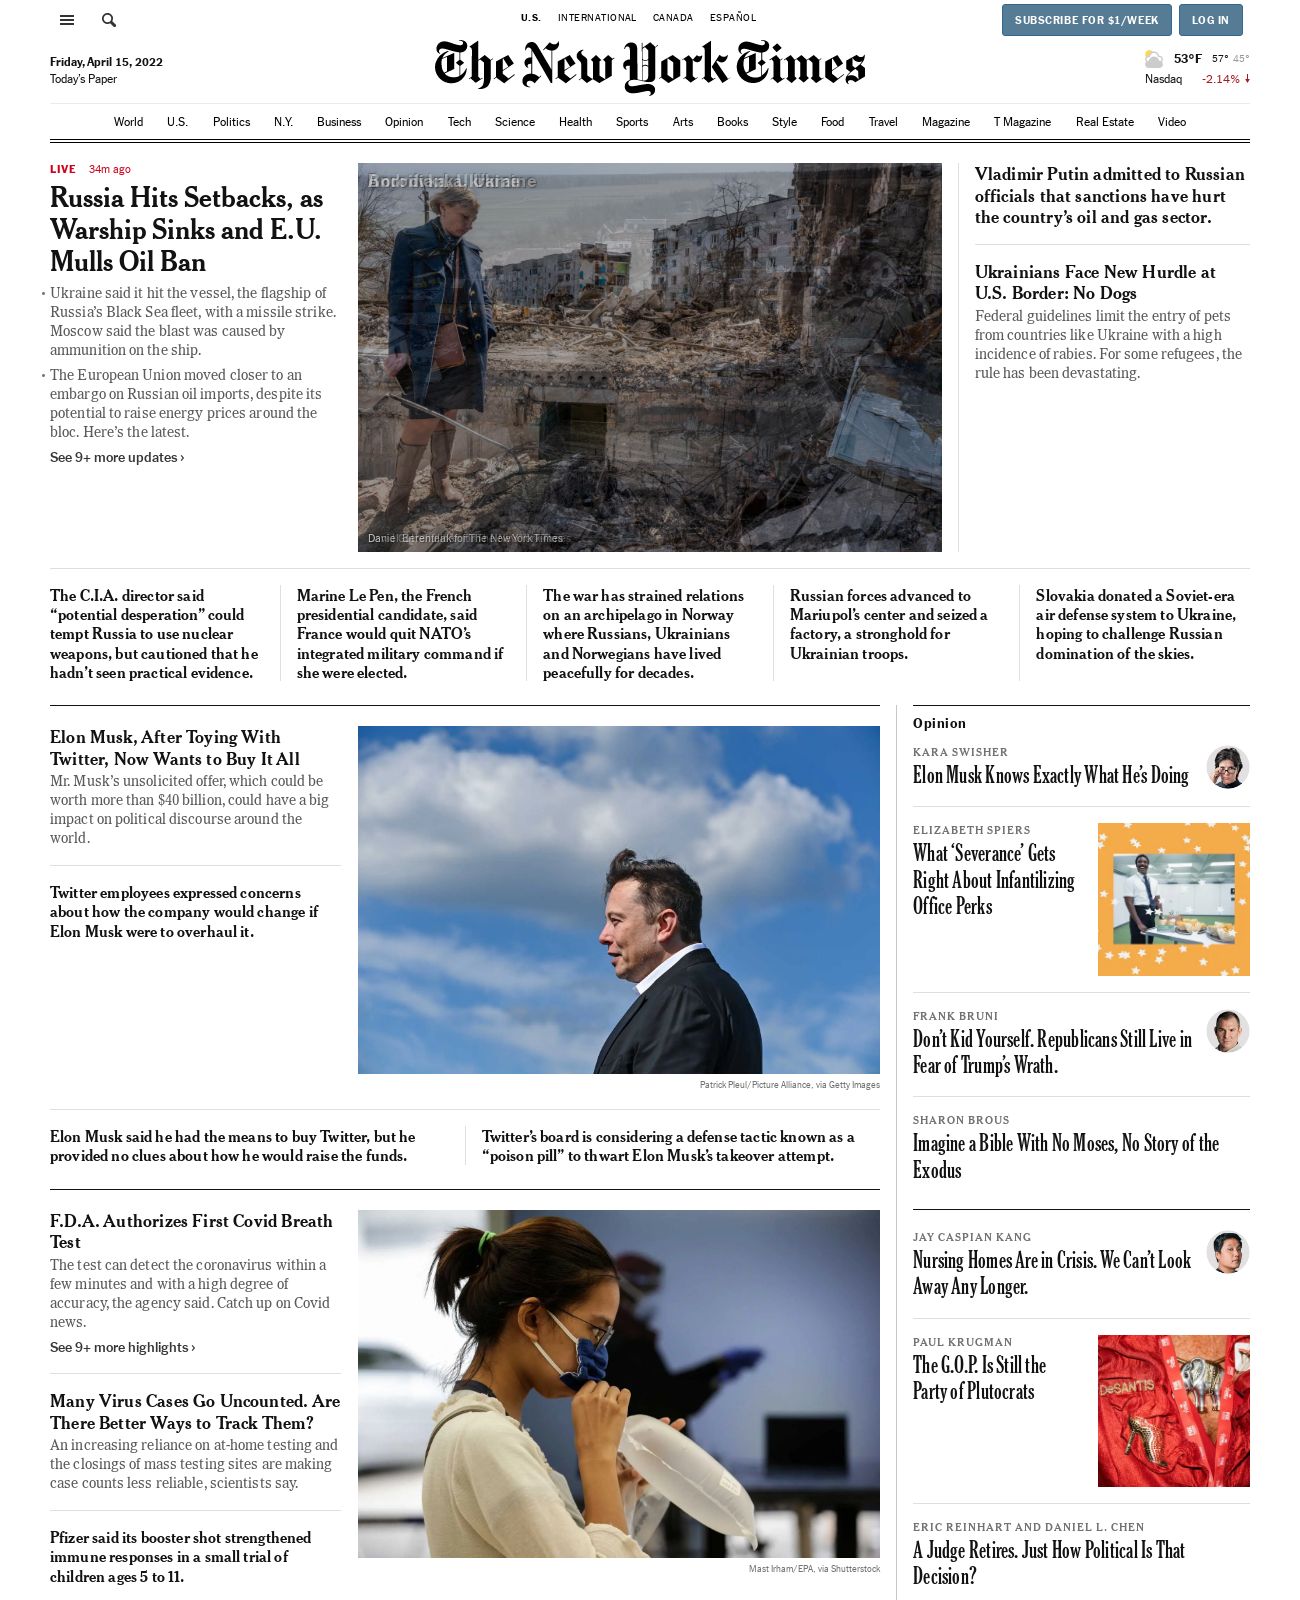 U.S. INTERNATIONAL CANADA ESPAÑOL
SUBSCRIBE FOR $1/WEEK
LOG IN
The New York Times
Friday, April 15, 2022
Today's Paper
53°F 57° 45°
Nasdaq -2.14%
World U.S. Politics N.Y. Business Opinion Tech Science Health Sports Arts Books Style Food Travel Magazine T Magazine Real Estate Video
LIVE 34m ago
Russia Hits Setbacks, as
Warship Sinks and E.U.
Mulls Oil Ban
Ukraine said it hit the vessel, the flagship of
Russia's Black Sea fleet, with a missile strike.
Moscow said the blast was caused by
ammunition on the ship.
The European Union moved closer to an
embargo on Russian oil imports, despite its
potential to raise energy prices around the
bloc. Here's the latest.
See 9+ more updates ›
for The New York Times
Vladimir Putin admitted to Russian
officials that sanctions have hurt
the country's oil and gas sector.
Ukrainians Face New Hurdle at
U.S. Border: No Dogs
Federal guidelines limit the entry of pets
from countries like Ukraine with a high
incidence of rabies. For some refugees, the
rule has been devastating.
The C.I.A. director said
“potential desperation” could
tempt Russia to use nuclear
weapons, but cautioned that he
hadn't seen practical evidence.
Marine Le Pen, the French
presidential candidate, said
France would quit NATO's
integrated military command if
she were elected.
The war has strained relations
on an archipelago in Norway
where Russians, Ukrainians
and Norwegians have lived
peacefully for decades.
Russian forces advanced to
Mariupol's center and seized a
factory, a stronghold for
Ukrainian troops.
Slovakia donated a Soviet-era
air defense system to Ukraine,
hoping to challenge Russian
domination of the skies.
Elon Musk, After Toying With
Twitter, Now Wants to Buy It All
Mr. Musk's unsolicited offer, which could be
worth more than $40 billion, could have a big
impact on political discourse around the
world.
Twitter employees expressed concerns
about how the company would change if
Elon Musk were to overhaul it.
Patrick Pleul/Picture Alliance, via Getty Images
Elon Musk said he had the means to buy Twitter, but he
provided no clues about how he would raise the funds.
Twitter's board is considering a defense tactic known as a
“poison pill” to thwart Elon Musk's takeover attempt.
F.D.A. Authorizes First Covid Breath
Test
The test can detect the coronavirus within a
few minutes and with a high degree of
accuracy, the agency said. Catch up on Covid
news.
See 9+ more highlights ›
Many Virus Cases Go Uncounted. Are
There Better Ways to Track Them?
An increasing reliance on at-home testing and
the closings of mass testing sites are making
case counts less reliable, scientists say.
Pfizer said its booster shot strengthened
immune responses in a small trial of
children ages 5 to 11.
Mast Irham/EPA, via Shutterstock
Opinion
KARA SWISHER
Elon Musk Knows Exactly What He's Doing
ELIZABETH SPIERS
What ‘Severance’ Gets
Right About Infantilizing
Office Perks
FRANK BRUNI
Don't Kid Yourself. Republicans Still Live in
Fear of Trump's Wrath.
SHARON BROUS
Imagine a Bible With No Moses, No Story of the
Exodus
JAY CASPIAN KANG
Nursing Homes Are in Crisis. We Can't Look
Away Any Longer.
PAUL KRUGMAN
The G.O.P. Is Still the
Party of Plutocrats
DeSANTIS
ERIC REINHART AND DANIEL L. CHEN
A Judge Retires. Just How Political Is That
Decision?